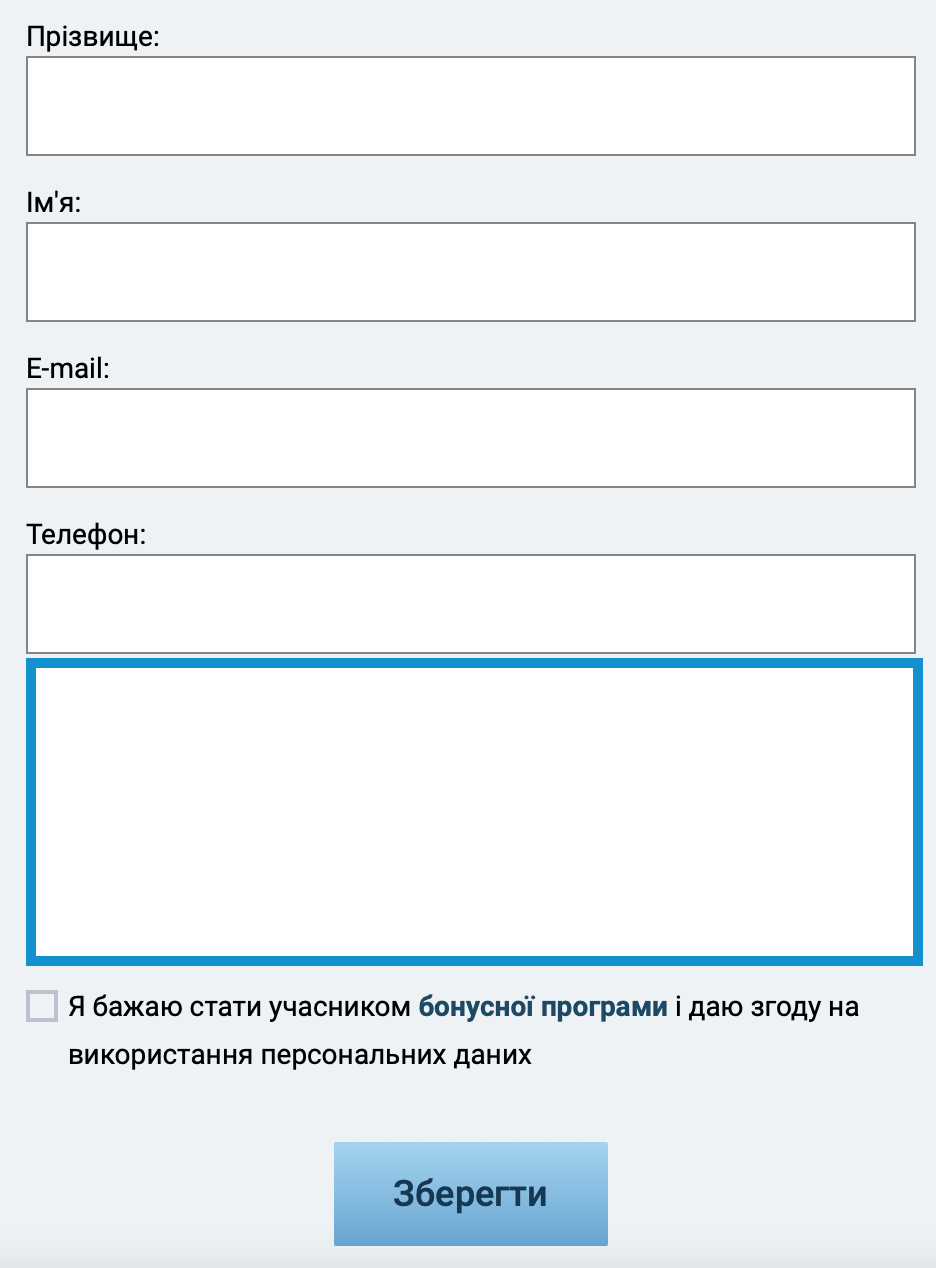 Прізвище:
Ім'я:
E-mail:
Телефон:
Я бажаю стати учасником бонусної програми і даю згоду на
використання персональних даних
Зберегти